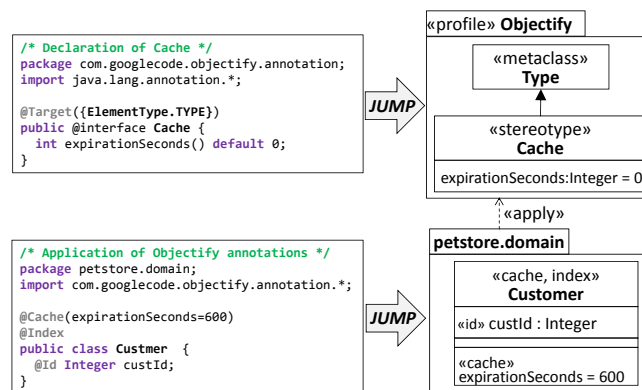 /* Declaration of Cache */
package com.googlecode.objectify.annotation;
import java.lang.annotation.*;
@Target({ElementType.TYPE})
public @interface Cache {
int expirationSeconds() default 0;
}
JUMP
«profile» Objectify
«metaclass»
Type
«stereotype»
Cache
expirationSeconds:Integer = 0
«apply»
/* Application of Objectify annotations */
package petstore.domain;
import com.googlecode.objectify.annotation.*;
@Cache(expirationSeconds=600)
@Index
public class Custmer {
@Id Integer custId;
}
JUMP
petstore.domain
«cache, index»
Customer
«id» custId : Integer
«cache»
expirationSeconds = 600